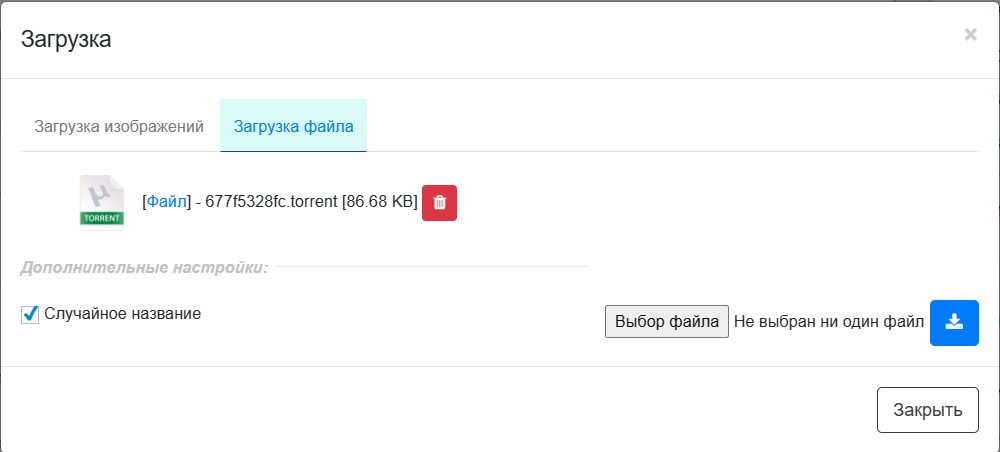 Загрузка
×
Загрузка изображений
Загрузка файла
µ
TORRENT
[Файл] - 677f5328fc.torrent [86.68 KB]
Дополнительные настройки:
Случайное название
Выбор файла Не выбран ни один файл
Закрыть